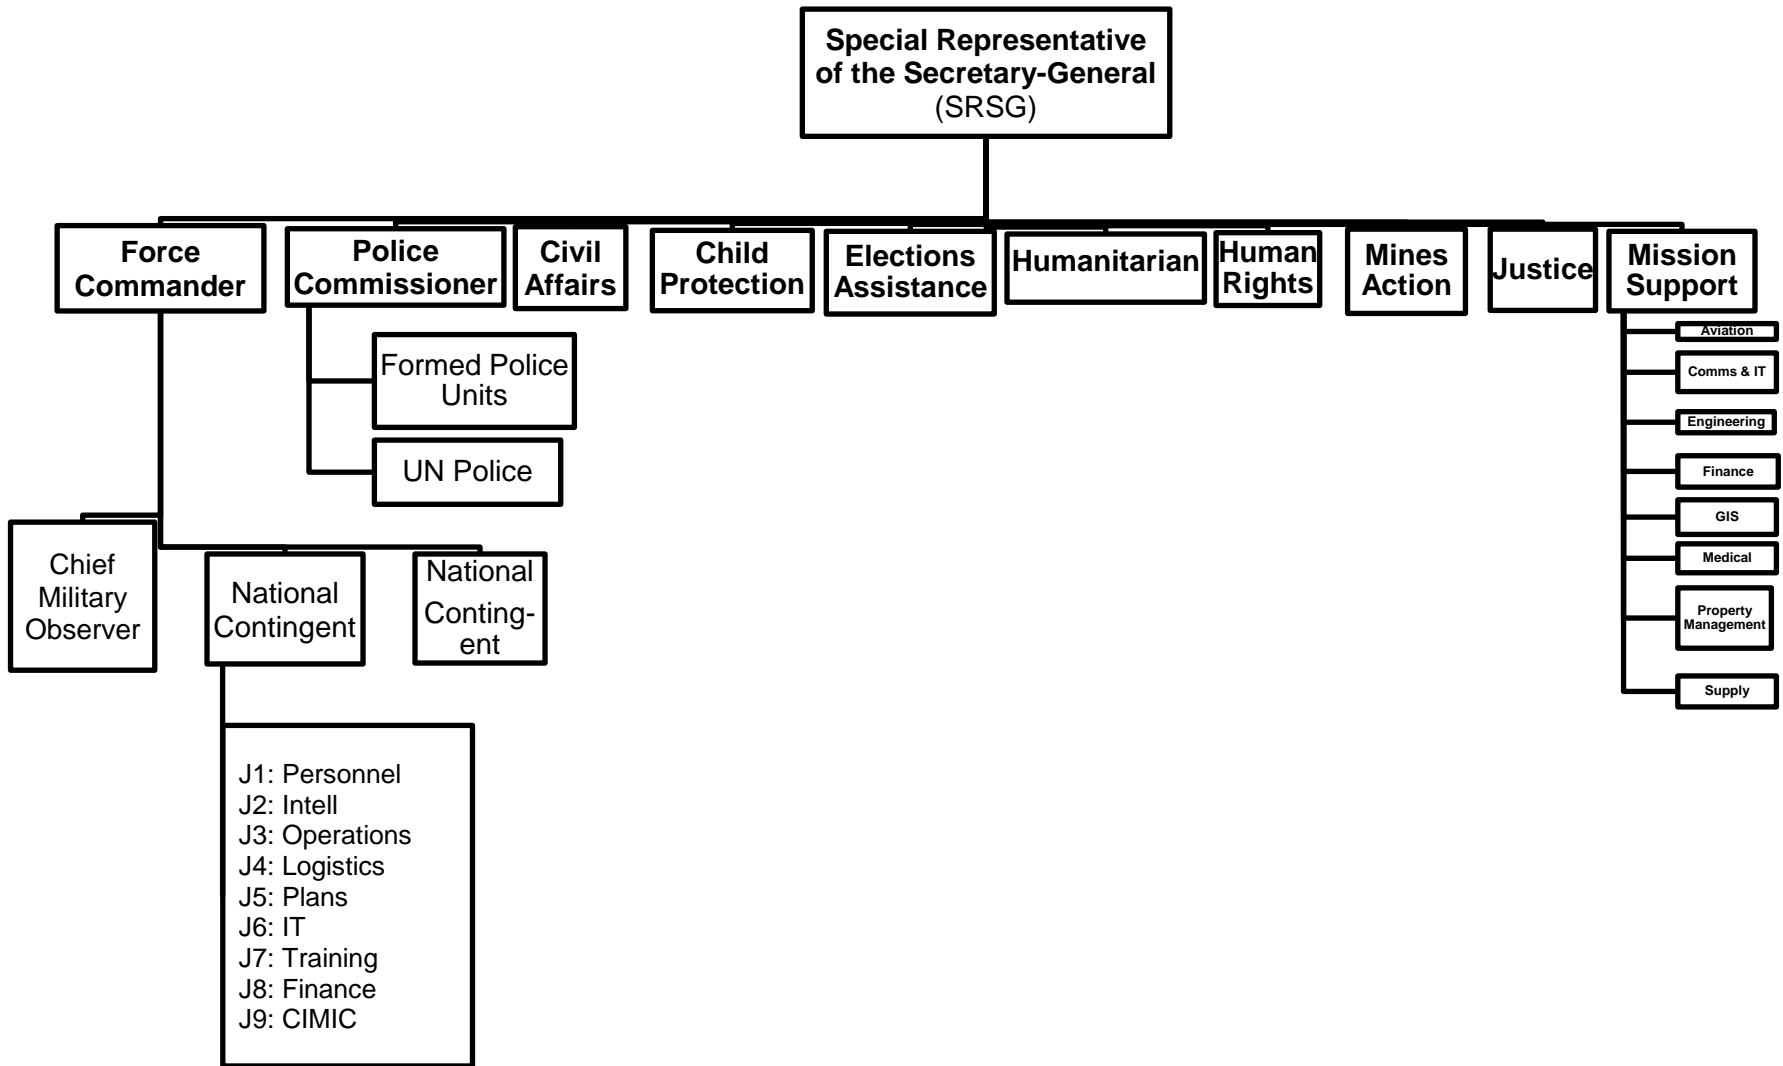 Special Representative
of the Secretary-General
(SRSG)
Force
Commander
Police
Commissioner
Civil
Affairs
Child
Protection
Elections
Assistance
Humanitarian
Human
Rights
Mines
Action
Justice
Mission
Support
Formed Police
Units
UN Police
Chief
Military
Observer
National
Contingent
National
Conting-
ent
J1: Personnel
J2: Intell
J3: Operations
J4: Logistics
J5: Plans
J6: IT
J7: Training
J8: Finance
J9: CIMIC
Aviation
Comms & IT
Engineering
Finance
GIS
Medical
Property
Management
Supply